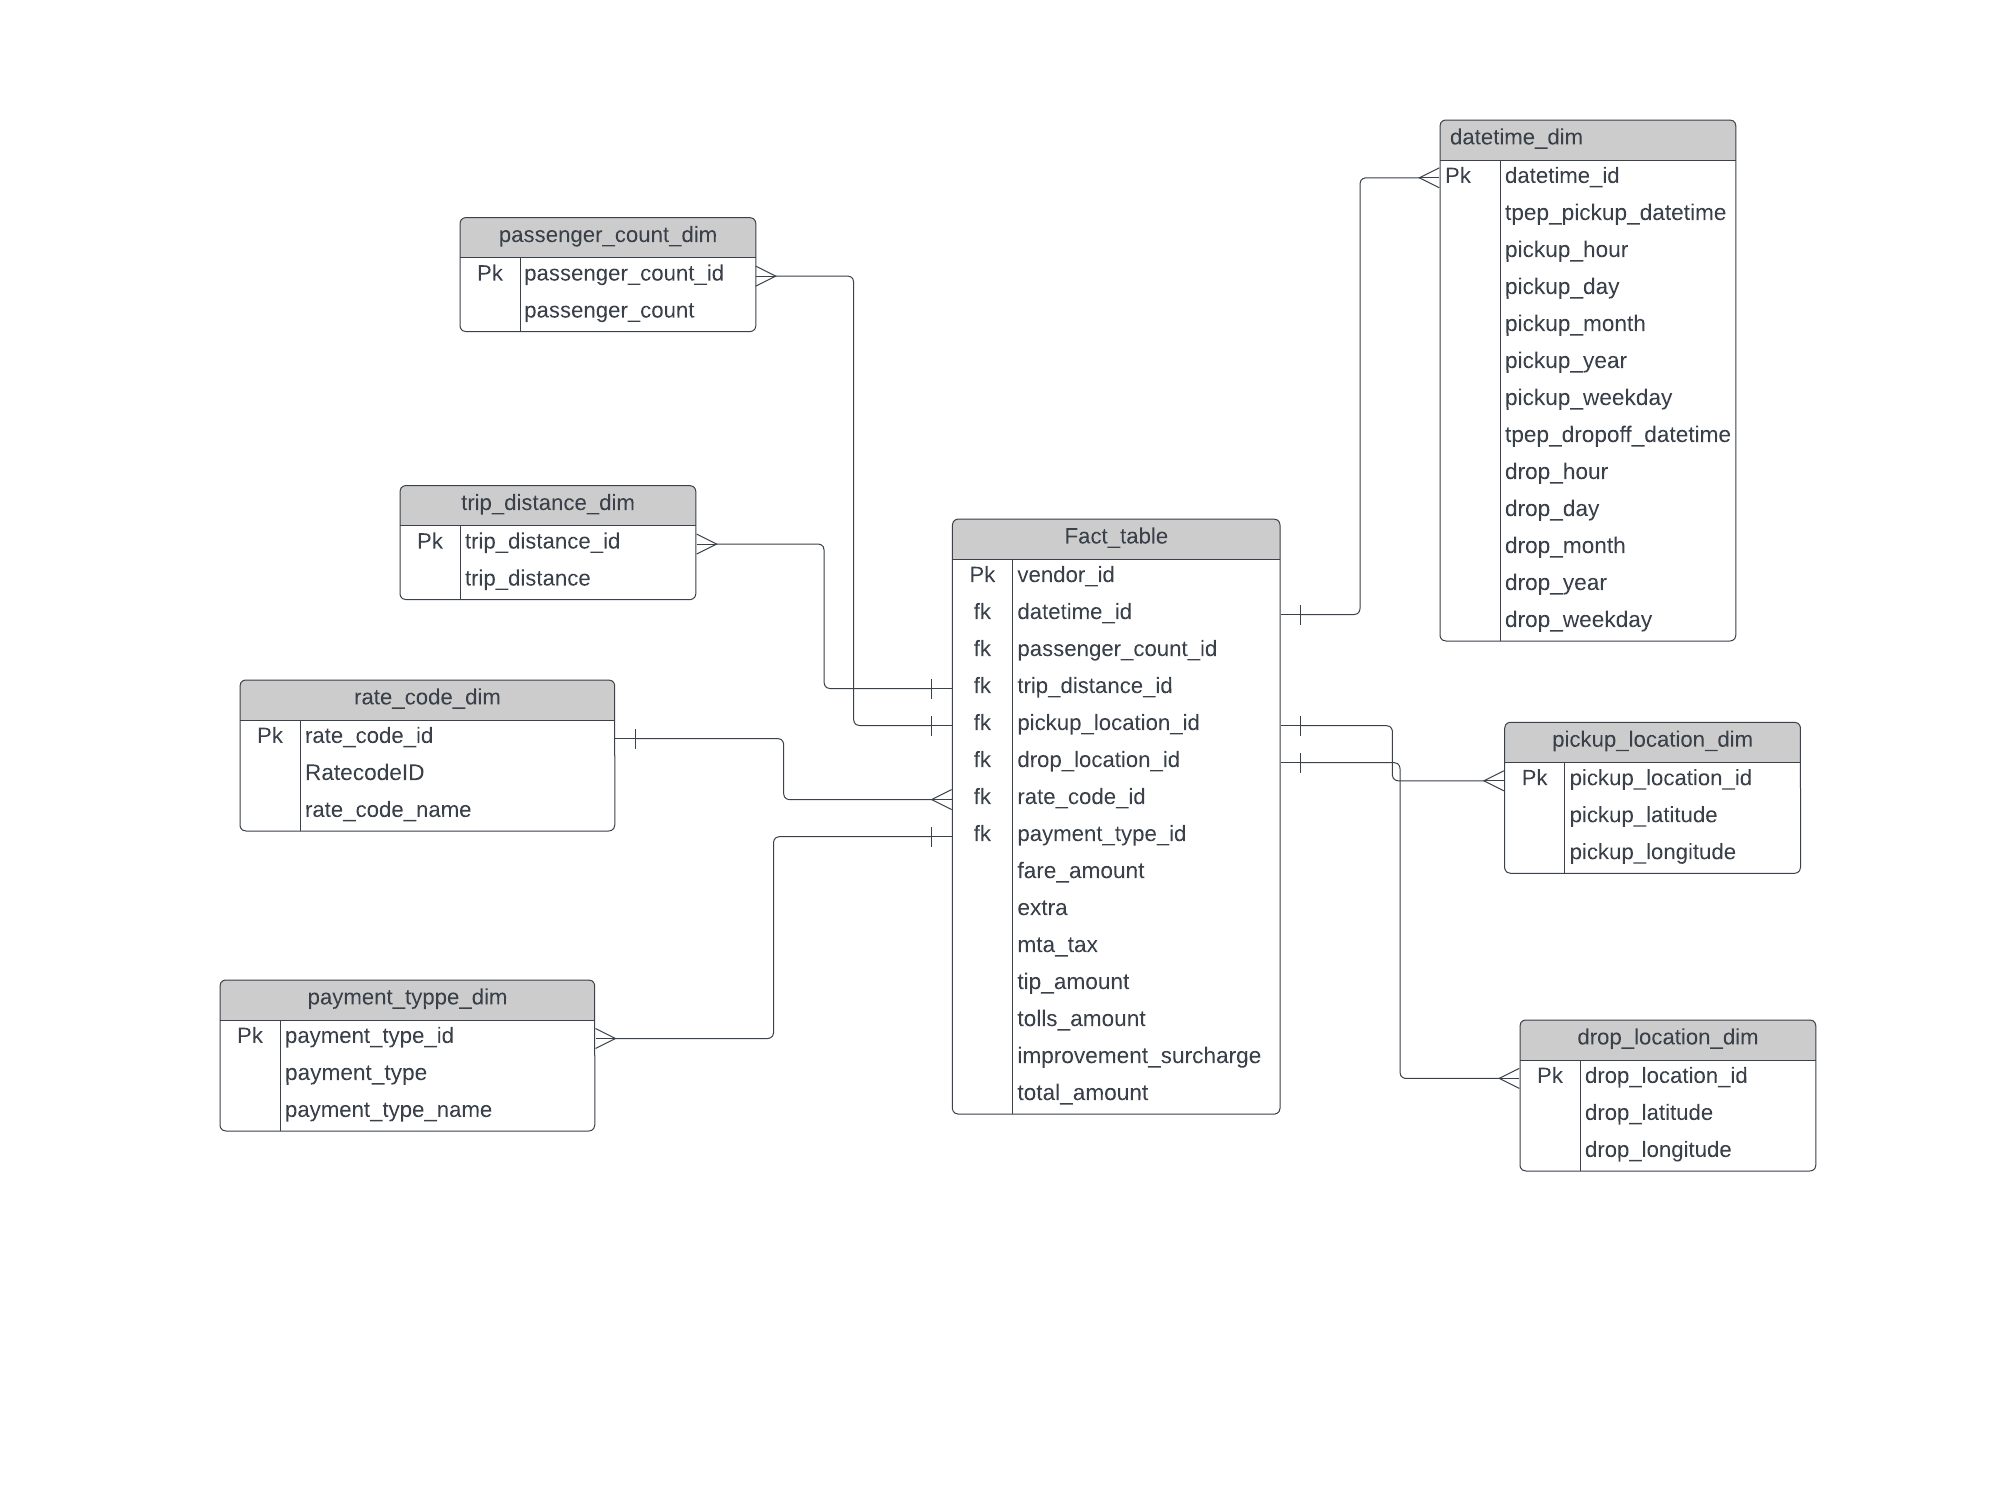 datetime_dim
Pk datetime_id
tpep_pickup_datetime
pickup_hour
pickup_day
pickup_month
pickup_year
pickup_weekday
tpep_dropoff_datetime
drop_hour
drop_day
drop_month
drop_year
drop_weekday
passenger_count_dim
Pk passenger_count_id
passenger_count
trip_distance_dim
Pk trip_distance_id
trip_distance
rate_code_dim
Pk rate_code_id
RatecodeID
rate_code_name
payment_typpe_dim
Pk payment_type_id
payment_type
payment_type_name
Fact_table
Pk vendor_id
fk datetime_id
fk passenger_count_id
fk trip_distance_id
fk pickup_location_id
fk drop_location_id
fk rate_code_id
fk payment_type_id
fare_amount
extra
mta_tax
tip_amount
tolls_amount
improvement_surcharge
total_amount
pickup_location_dim
Pk pickup_location_id
pickup_latitude
pickup_longitude
drop_location_dim
Pk drop_location_id
drop_latitude
drop_longitude